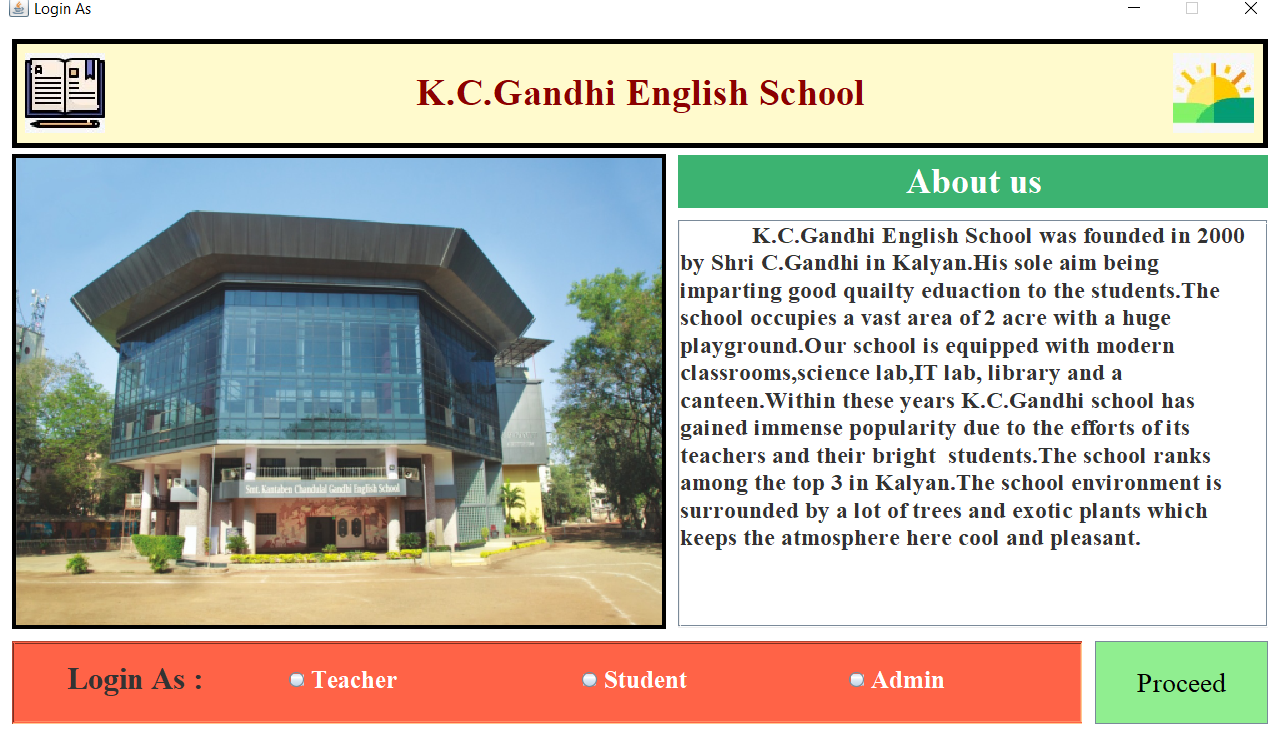 Login As
K.C.Gandhi English School
About us
K.C.Gandhi English School was founded in 2000
by Shri C.Gandhi in Kalyan.His sole aim being
imparting good quailty eduaction to the students.The
school occupies a vast area of 2 acre with a huge
playground.Our school is equipped with modern
classrooms,science lab,IT lab, library and a
canteen.Within these years K.C.Gandhi school has
gained immense popularity due to the efforts of its
teachers and their bright  students.The school ranks
among the top 3 in Kalyan.The school environment is
surrounded by a lot of trees and exotic plants which
keeps the atmosphere here cool and pleasant.
Smt. Kantaben Chandulal Gandhi English School
Login As :
Teacher
Student
Admin
Proceed